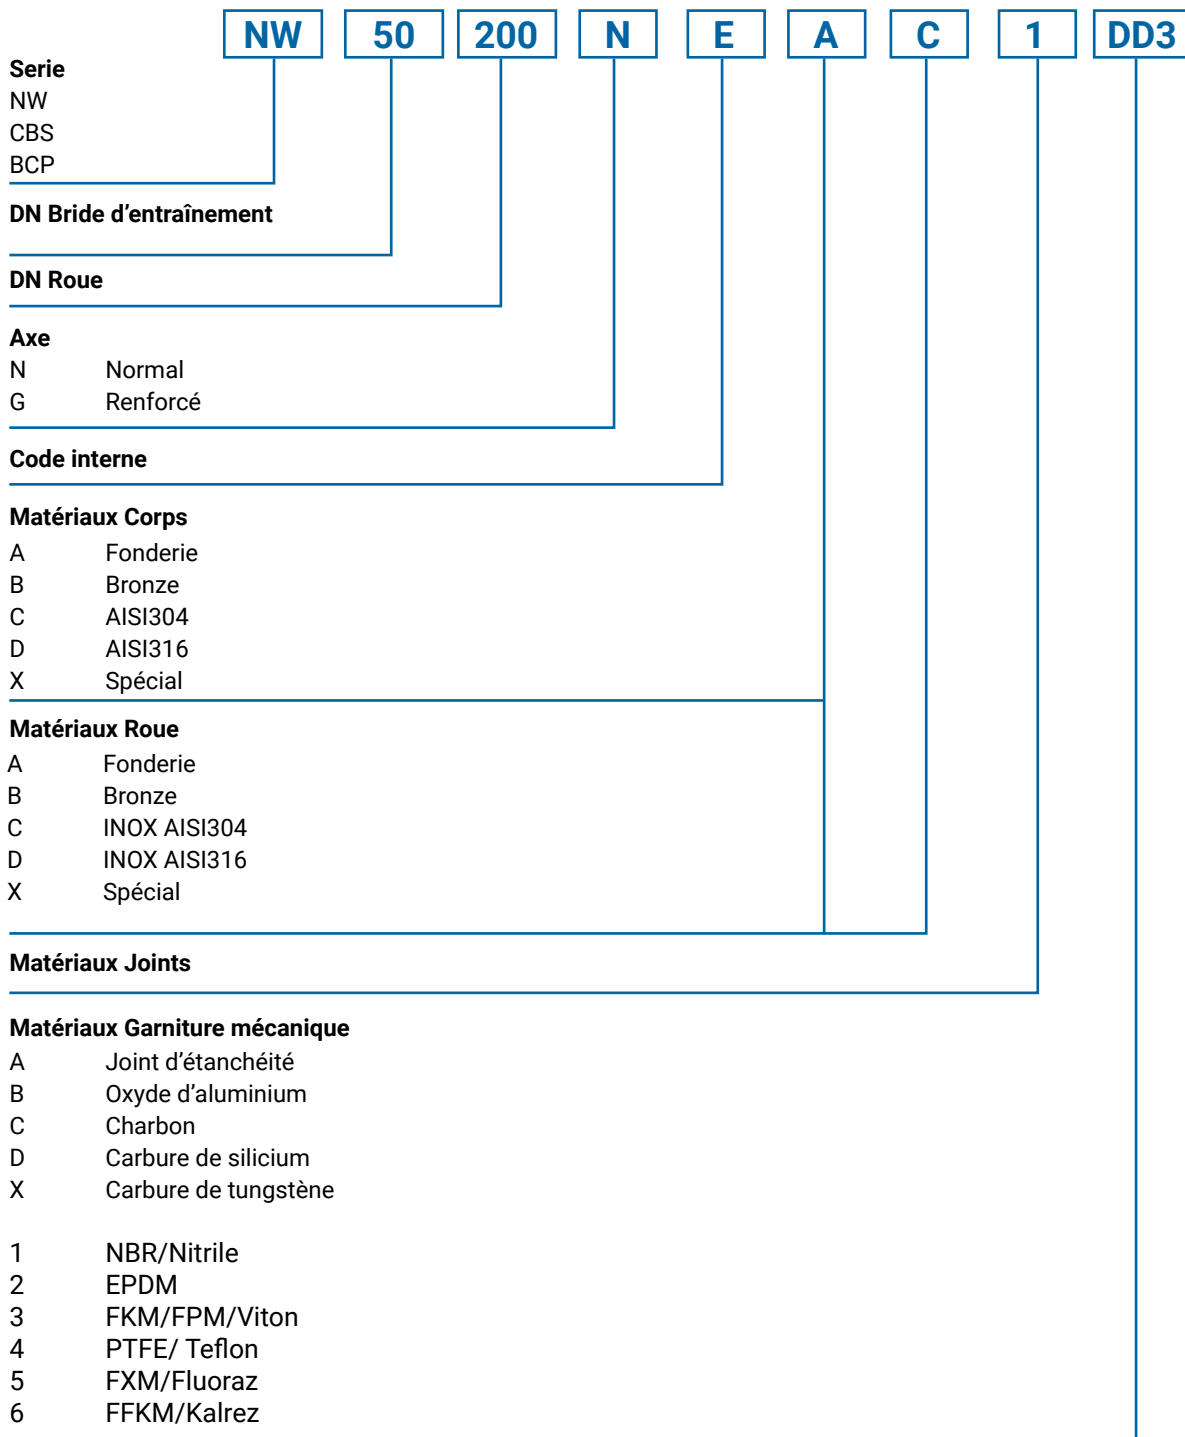 NW 50 200 N E A C 1 DD3
Serie
NW
CBS
BCP
DN Bride d’entraînement
DN Roue
Axe
N Normal
G Renforcé
Code interne
Matériaux Corps
A Fonderie
B Bronze
C AISI304
D AISI316
X Spécial
Matériaux Roue
A Fonderie
B Bronze
C INOX AISI304
D INOX AISI316
X Spécial
Matériaux Joints
Matériaux Garniture mécanique
A Joint d’étanchéité
B Oxyde d’aluminium
C Charbon
D Carbure de silicium
X Carbure de tungstène
1 NBR/Nitrile
2 EPDM
3 FKM/FPM/Viton
4 PTFE/ Teflon
5 FXM/Fluoraz
6 FFKM/Kalrez